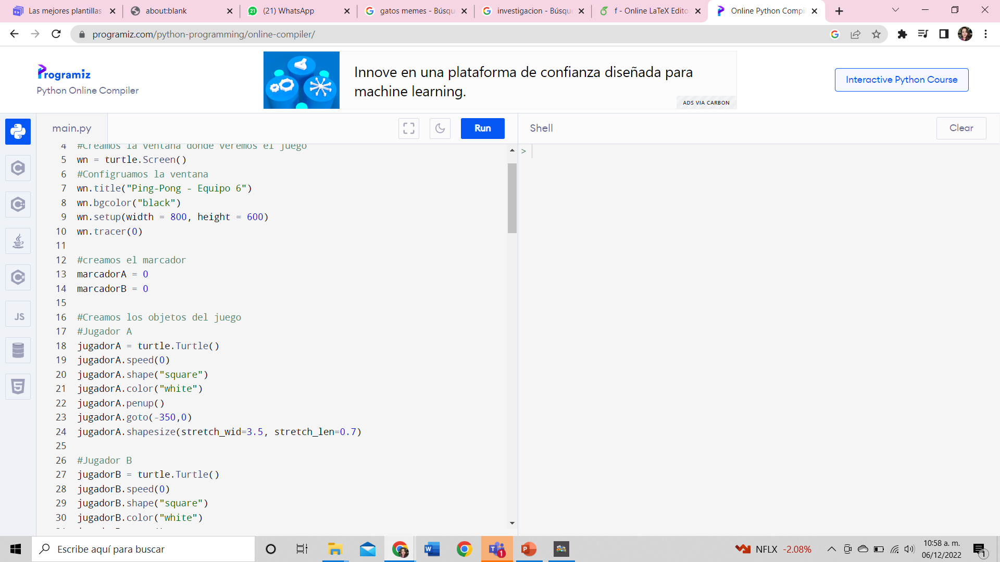 Las mejores plantillas
about:blank
(21) WhatsApp
gatos memes - Búsqu
investigacion - Búsque
f - Online LaTeX Edito
Online Python Compil
programiz.com/python-programming/online-compiler/
Programiz
Python Online Compiler
Innove en una plataforma de confianza diseñada para
machine learning.
ADS VIA CARBON
Interactive Python Course
main.py
Run
Shell
Clear
4 #Creamos la ventana donde veremos el juego
5 wn = turtle.Screen()
6 #Configruamos la ventana
7 wn.title("Ping-Pong - Equipo 6")
8 wn.bgcolor("black")
9 wn.setup(width = 800, height = 600)
10 wn.tracer(0)
11
12 #creamos el marcador
13 marcadorA = 0
14 marcadorB = 0
15
16 #Creamos los objetos del juego
17 #Jugador A
18 jugadorA = turtle.Turtle()
19 jugadorA.speed(0)
20 jugadorA.shape("square")
21 jugadorA.color("white")
22 jugadorA.penup()
23 jugadorA.goto(-350,0)
24 jugadorA.shapesize(stretch_wid=3.5, stretch_len=0.7)
25
26 #Jugador B
27 jugadorB = turtle.Turtle()
28 jugadorB.speed(0)
29 jugadorB.shape("square")
30 jugadorB.color("white")
>
JS
Escribe aquí para buscar
NFLX -2.08%
10:58 a. m.
06/12/2022